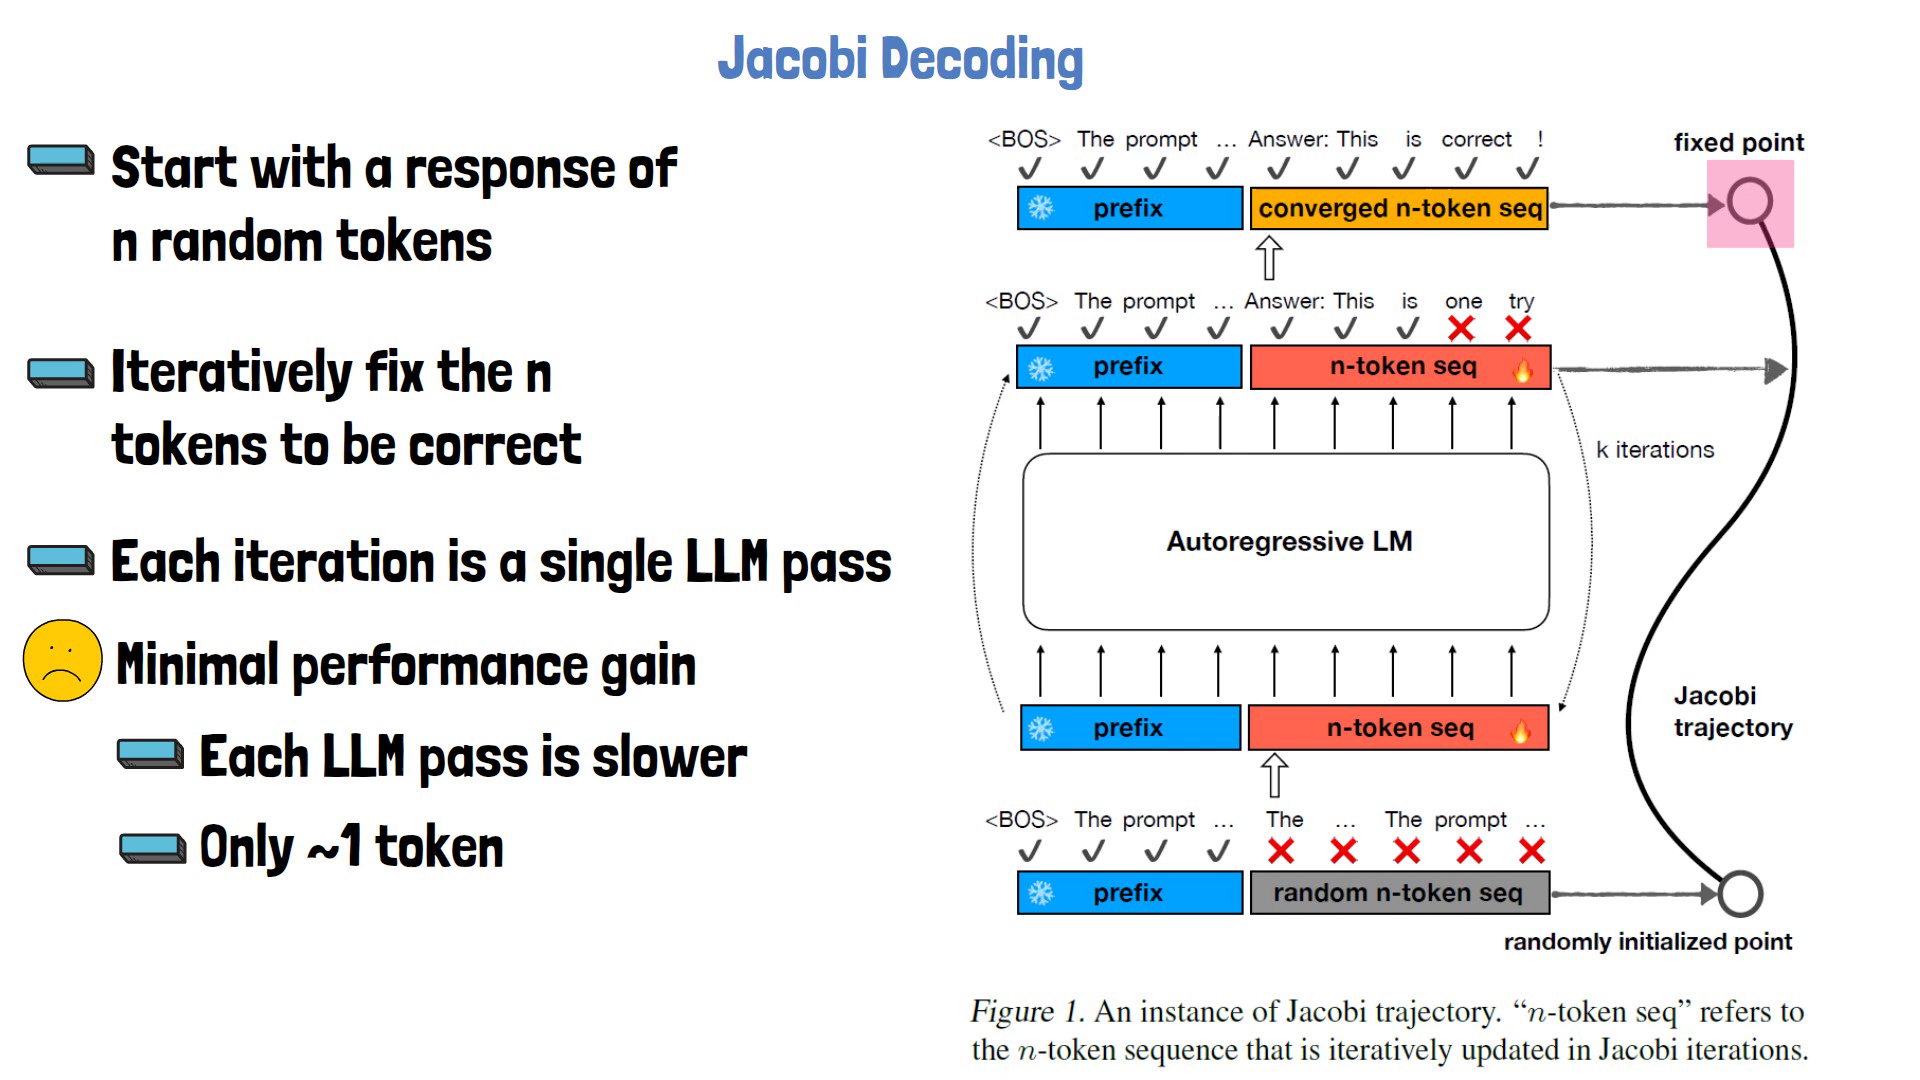 Jacobi Decoding
Start with a response of
n random tokens
Iteratively fix the n
tokens to be correct
Each iteration is a single LLM pass
Minimal performance gain
Each LLM pass is slower
Only ~1 token
<BOS> The prompt ... Answer: This is correct !
fixed point
prefix
converged n-token seq
<BOS> The prompt ... Answer: This is one try
prefix
n-token seq
k iterations
Autoregressive LM
Jacobi
trajectory
prefix
n-token seq
<BOS> The prompt ... The ... The prompt ...
prefix
random n-token seq
randomly initialized point
Figure 1. An instance of Jacobi trajectory. “n-token seq” refers to
the n-token sequence that is iteratively updated in Jacobi iterations.